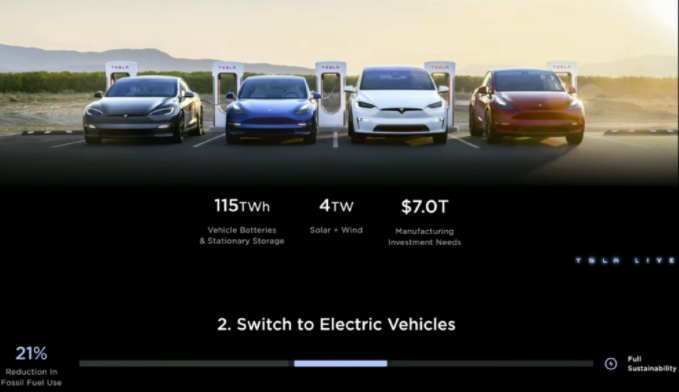 TESLA
TESLA
TESLA
TESLA
TESLA
115TWh
4TW
$7.0T
Vehicle Batteries
& Stationary Storage
Solar + Wind
Manufacturing
Investment Needs
TSLA LIVE
2. Switch to Electric Vehicles
21%
Reduction In
Fossil Fuel Use
Full
Sustainability